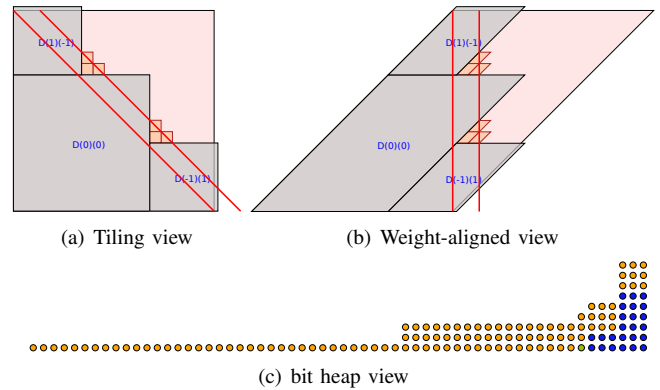 D(1)(-1)
D(0)(0)
D(-1)(1)
D(1)(-1)
D(0)(0)
D(-1)(1)
(a) Tiling view
(b) Weight-aligned view
(c) bit heap view